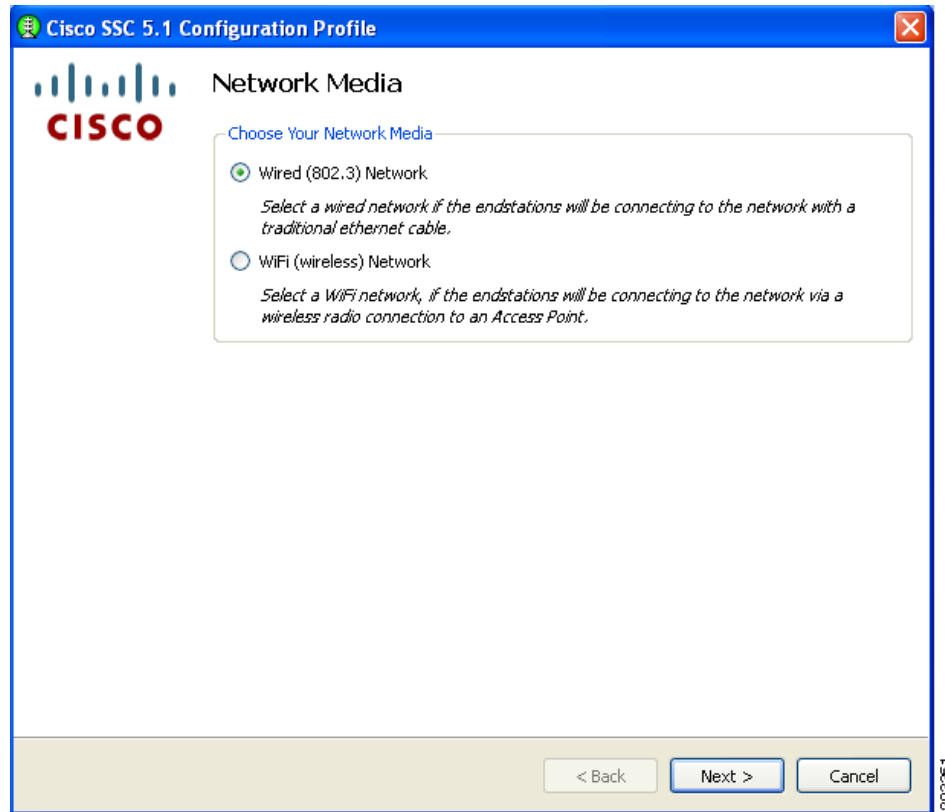 Cisco SSC 5.1 Configuration Profile
CISCO
Network Media
Choose Your Network Media
Wired (802.3) Network
Select a wired network if the endstations will be connecting to the network with a
traditional ethernet cable.
WiFi (wireless) Network
Select a WiFi network, if the endstations will be connecting to the network via a
wireless radio connection to an Access Point.
< Back
Next >
Cancel